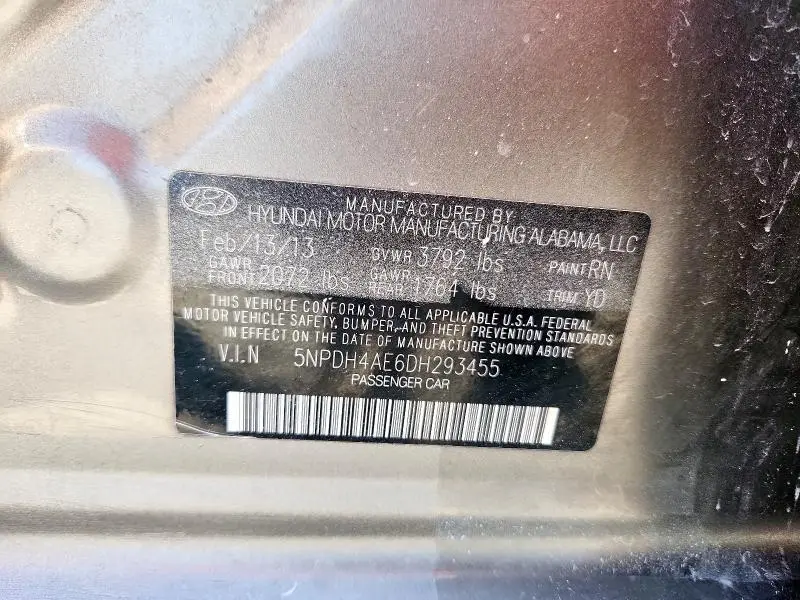 MANUFACTURED BY
HYUNDAI MOTOR MANUFACTURING ALABAMA, LLC
Feb/13/13 GVWR 3792 lbs PAINT RN
GAWR FRONT 2072 lbs GAWR REAR 1764 lbs TRIM YD
THIS VEHICLE CONFORMS TO ALL APPLICABLE U.S.A. FEDERAL
MOTOR VEHICLE SAFETY, BUMPER, AND THEFT PREVENTION STANDARDS
IN EFFECT ON THE DATE OF MANUFACTURE SHOWN ABOVE
V.I.N 5NPDH4AE6DH293455
PASSENGER CAR